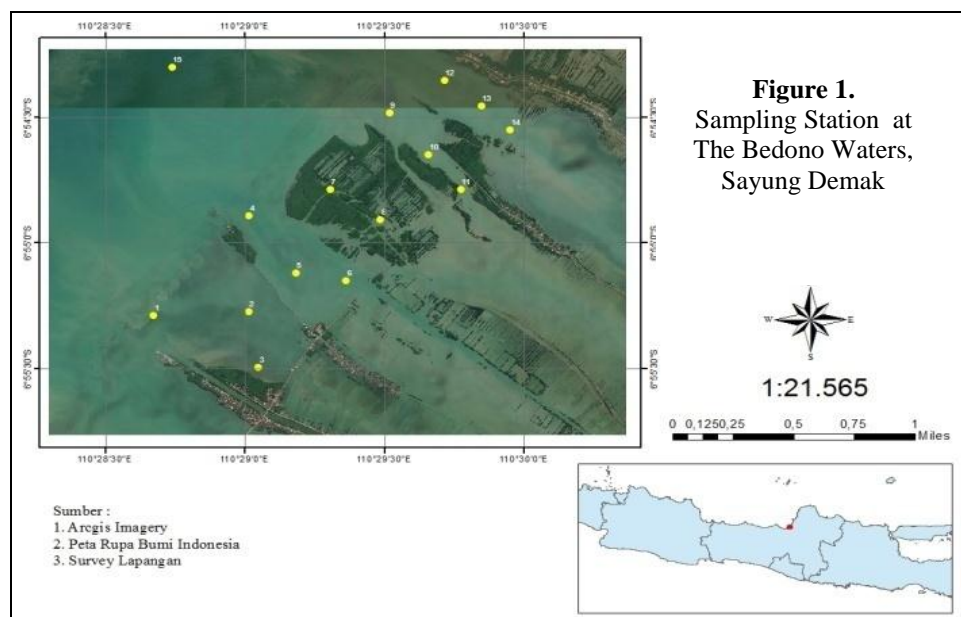 110°28'30"E 110°29'0"E 110°29'30"E 110°30'0"E
15
12
13
9
14
6°54'30"S 6°54'30"S
10
7
11
8
4
6°55'0"S 6°55'0"S
5
6
1
2
3
6°55'30"S 6°55'30"S
110°28'30"E 110°29'0"E 110°29'30"E 110°30'0"E
Figure 1.
Sampling Station at
The Bedono Waters,
Sayung Demak
N
W E
S
1:21.565
0 0,125 0,25 0,5 0,75 1
Miles
Sumber :
1. Arcgis Imagery
2. Peta Rupa Bumi Indonesia
3. Survey Lapangan